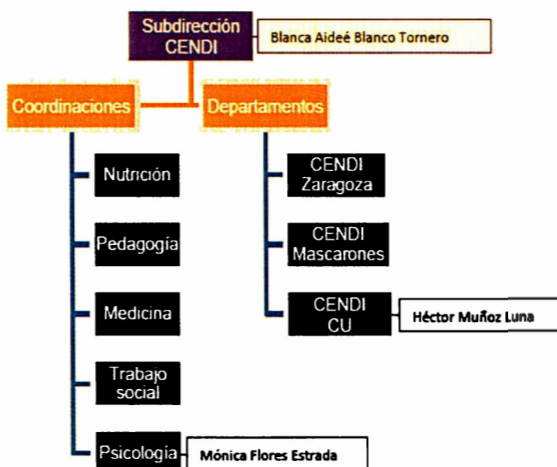 Subdirección
CENDI
Blanca Aideé Blanco Tornero
Coordinaciones
Departamentos
Nutrición
Pedagogía
Medicina
Trabajo
social
Psicología
Mónica Flores Estrada
CENDI
Zaragoza
CENDI
Mascarones
CENDI
CU
Héctor Muñoz Luna